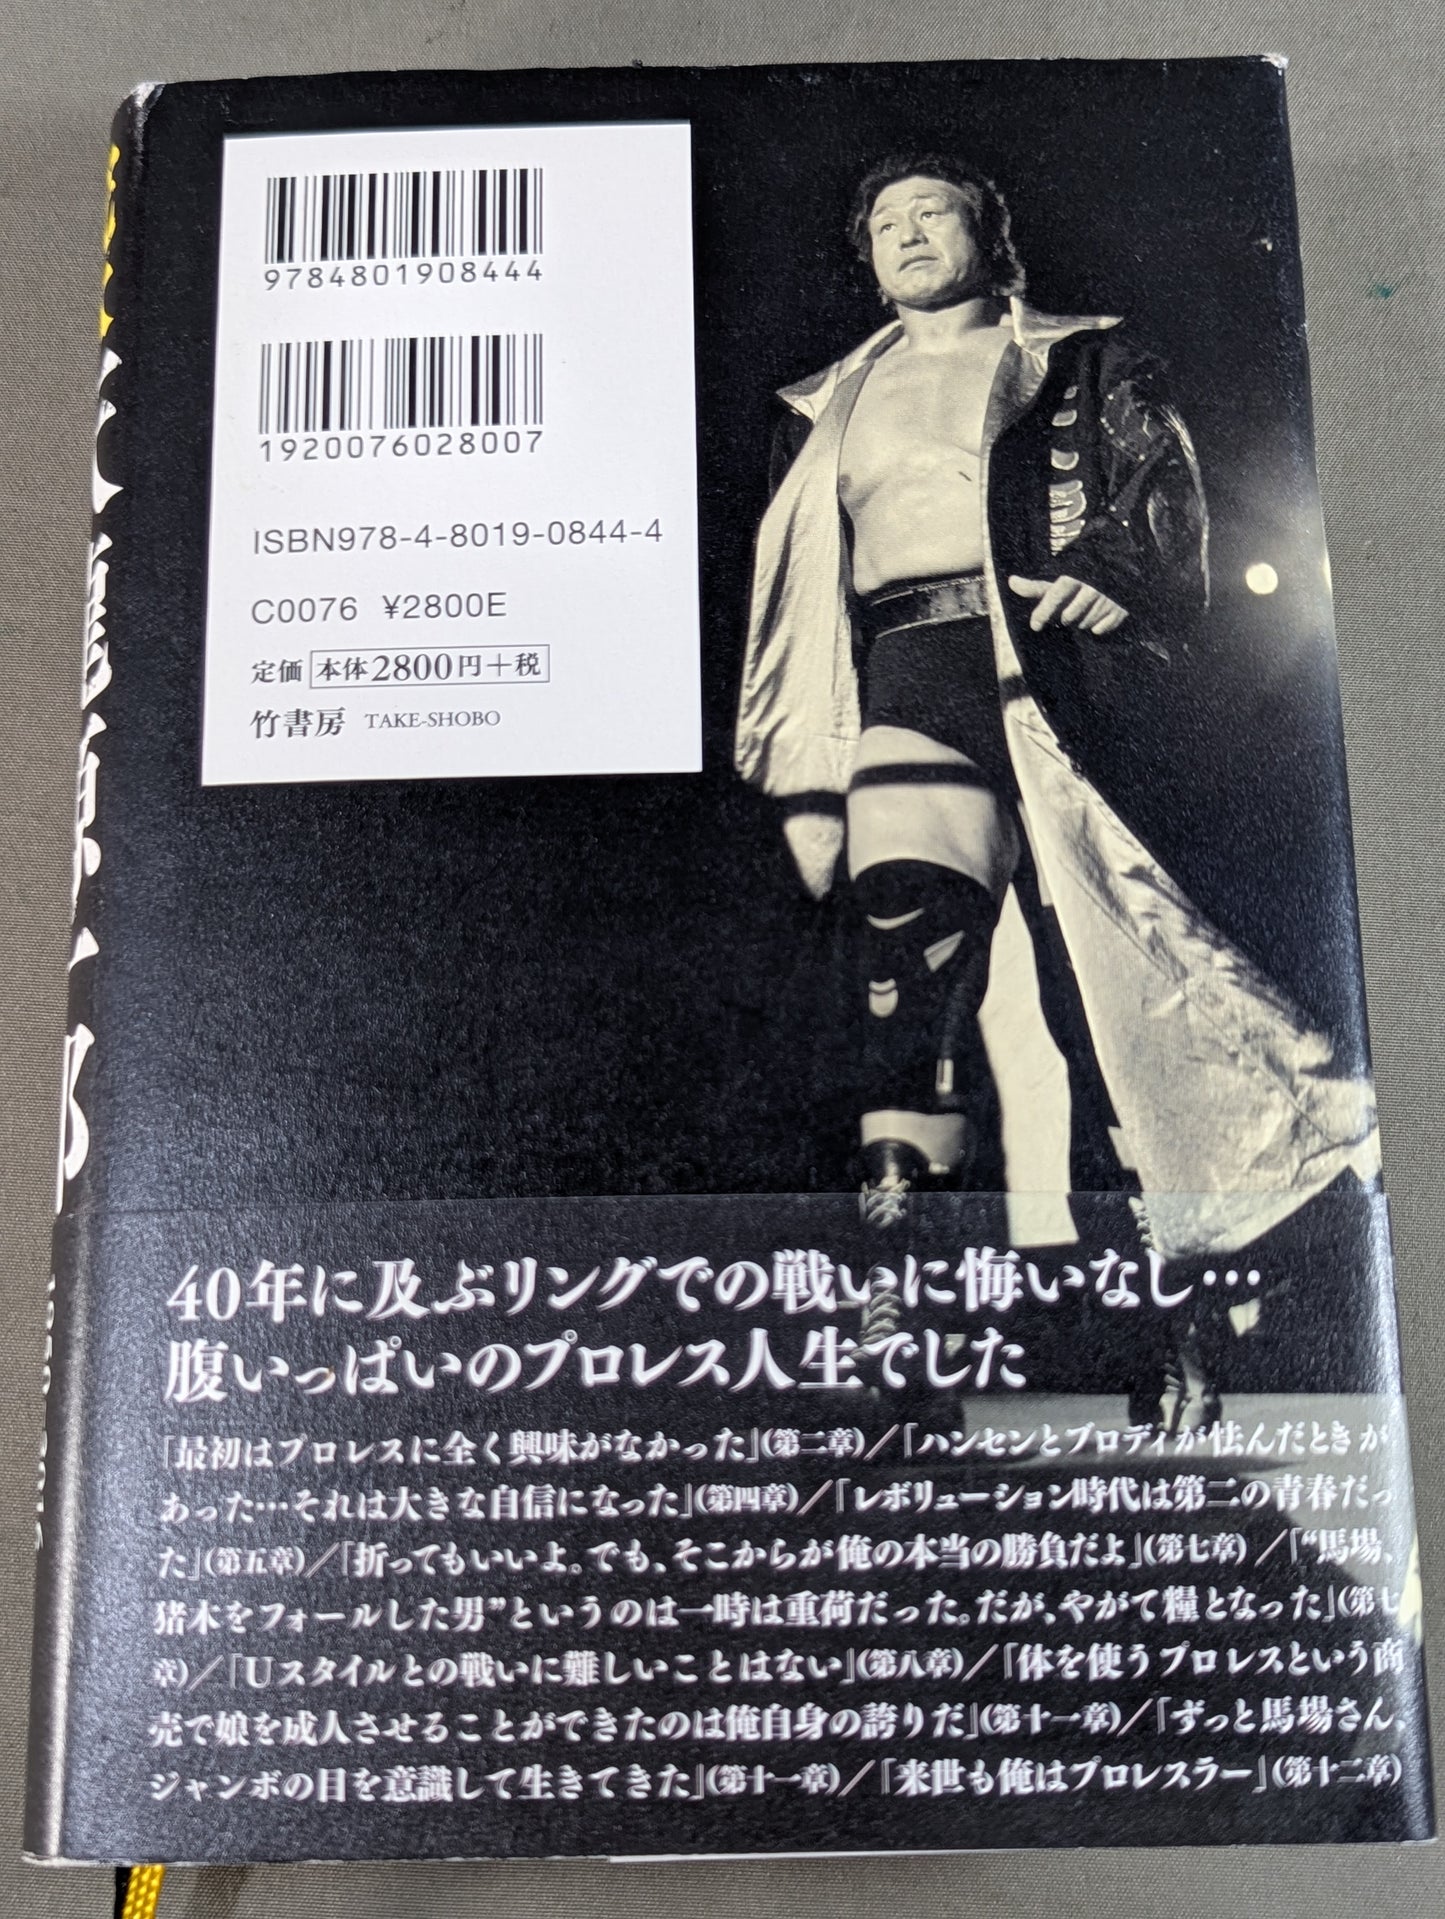 9784801908444
1920076028007
ISBN978-4-8019-0844-4
C0076 ¥2800E
定価 本体2800円+税
竹書房 TAKE-SHOBO
40年に及ぶリングでの戦いに悔いなし…
腹いっぱいのプロレス人生でした
「最初はプロレスに全く興味がなかった」(第二章)／「ハンセンとブロディが怯んだときが
あった…それは大きな自信になった」(第四章)／「レボリューション時代は第二の青春だっ
た」(第五章)／「折ってもいいよ。でも、そこからが俺の本当の勝負だよ」(第七章)／「“馬場、
猪木をフォールした男”というのは一時は重荷だった。だが、やがて糧となった」(第七
章)／「Uスタイルとの戦いに難しいことはない」(第八章)／「体を使うプロレスという商
売で娘を成人させることができたのは俺自身の誇りだ」(第十一章)／「ずっと馬場さん、
ジャンボの目を意識して生きてきた」(第十一章)／「来世も俺はプロレスラー」(第十二章)